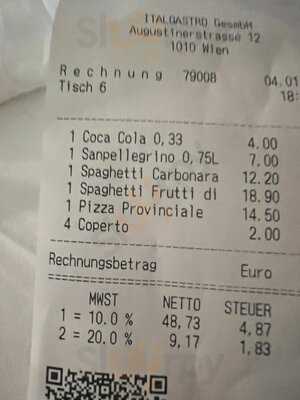 ITALGASTRO GesmbH
Augustinerstrasse 12
1010 Wien
Rechnung 79008 04.01
Tisch 6 18:
1 Coca Cola 0,33 4.00
1 Sanpellegrino 0,75L 7.00
1 Spaghetti Carbonara 12.20
1 Spaghetti Frutti di 18.90
1 Pizza Provinciale 14.50
4 Coperto 2.00
Rechnungsbetrag Euro
MWST NETTO STEUER
1 = 10.0 % 48,73 4,87
2 = 20.0 % 9,17 1,83